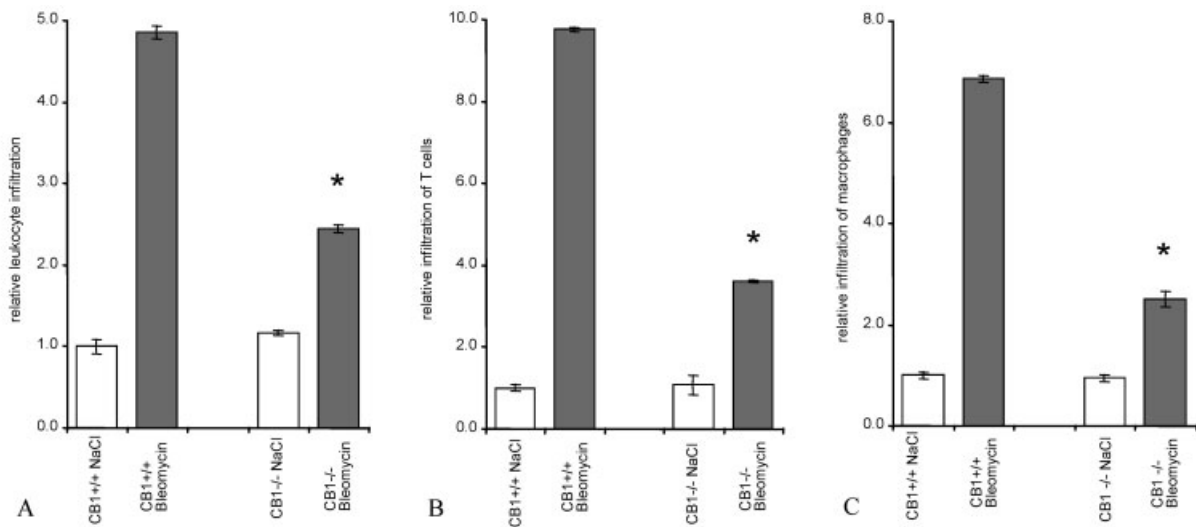 relative leukocyte infiltration
5.0
4.0
3.0
2.0
1.0
0.0
*
CB1+/+ NaCl
CB1+/+
Bleomycin
CB1-/- NaCl
CB1-/-
Bleomycin
A
relative infiltration of T cells
10.0
8.0
6.0
4.0
2.0
0.0
*
CB1+/+ NaCl
CB1+/+
Bleomycin
CB1-/- NaCl
CB1-/-
Bleomycin
B
relative infiltration of macrophages
8.0
6.0
4.0
2.0
0.0
*
CB1+/+ NaCl
CB1+/+
Bleomycin
CB1 -/- NaCl
CB1 -/-
Bleomycin
C